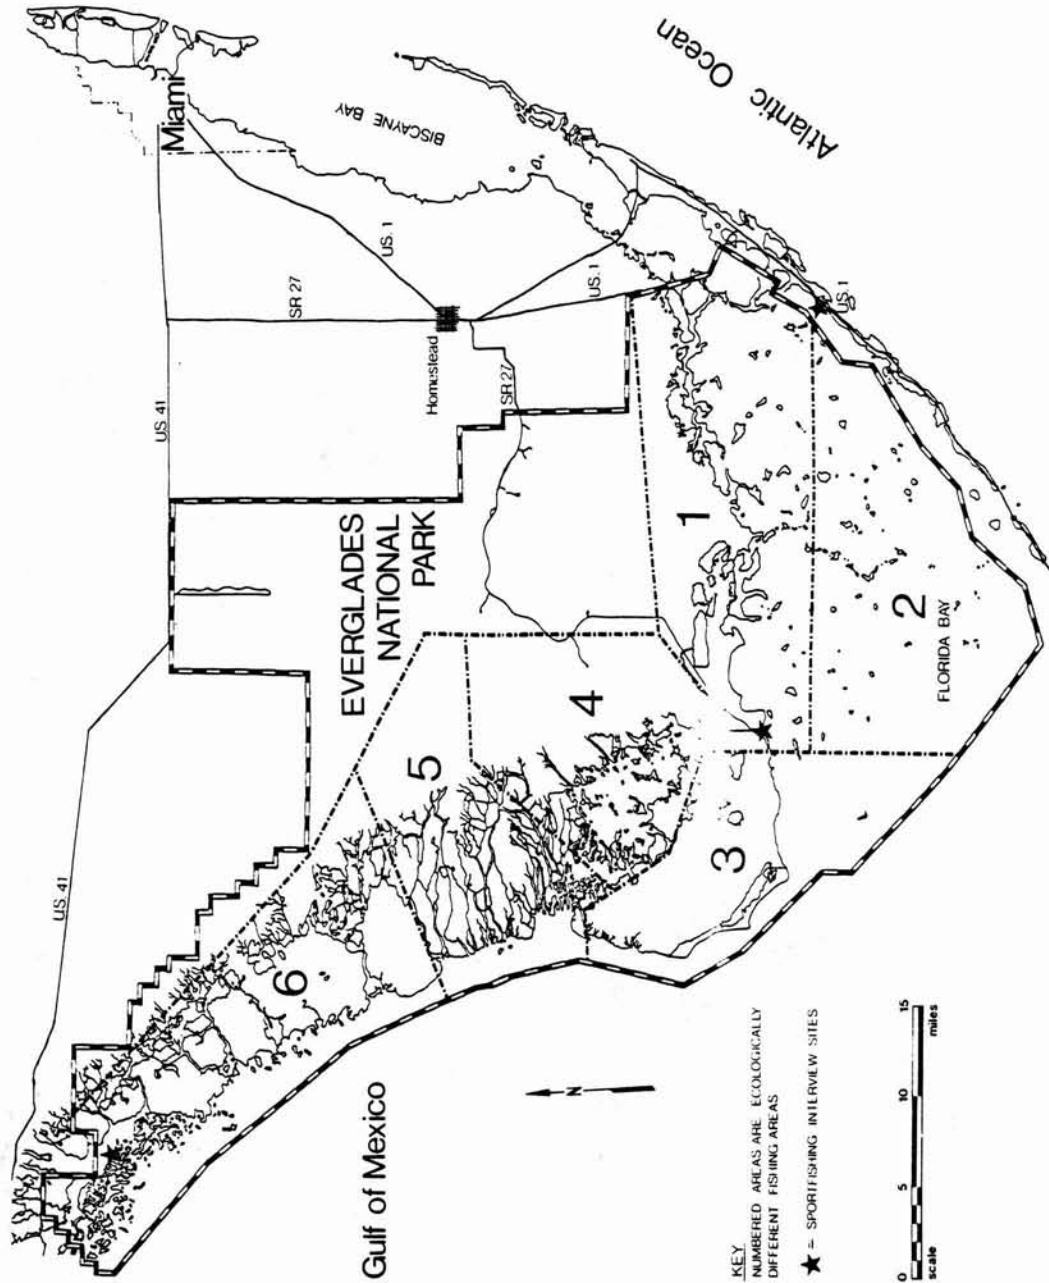 Miami
Atlantic Ocean
BISCAYNE BAY
US. 1
SR 27
US. 41
Homestead
US. 1
SR 27
US. 1
EVERGLADES
NATIONAL
PARK
US. 41
1
2
FLORIDA BAY
3
4
5
6
Gulf of Mexico
N
KEY
NUMBERED AREAS ARE ECOLOGICALLY
DIFFERENT FISHING AREAS
★ = SPORTFISHING INTERVIEW SITES
0 5 10 15
scale miles